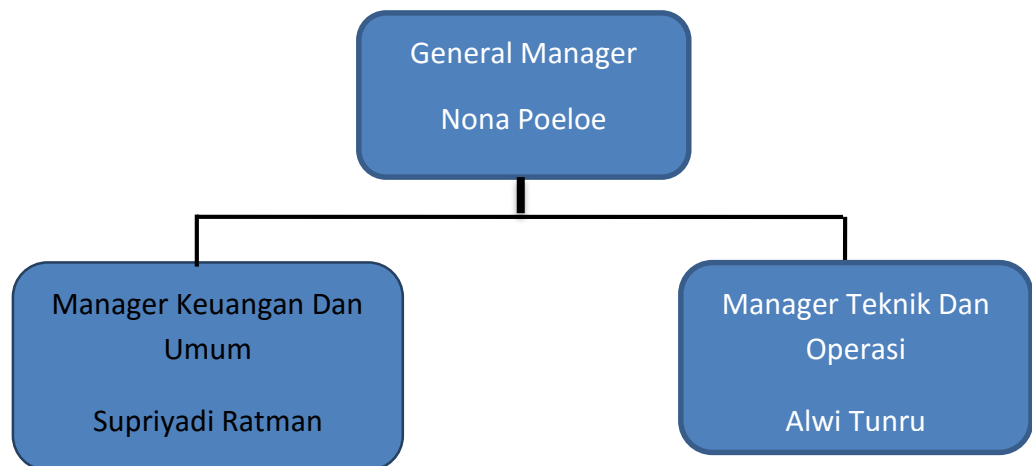 General Manager
Nona Poeloe
Manager Keuangan Dan
Umum
Supriyadi Ratman
Manager Teknik Dan
Operasi
Alwi Tunru